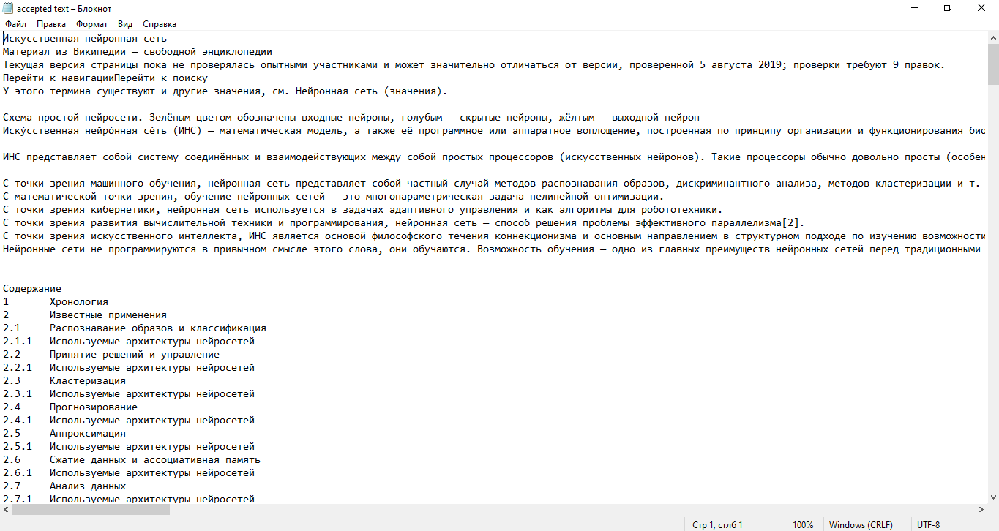 accepted text – Блокнот
Файл Правка Формат Вид Справка
Искусственная нейронная сеть
Материал из Википедии — свободной энциклопедии
Текущая версия страницы пока не проверялась опытными участниками и может значительно отличаться от версии, проверенной 5 августа 2019; проверки требуют 9 правок.
Перейти к навигацииПерейти к поиску
У этого термина существуют и другие значения, см. Нейронная сеть (значения).
Схема простой нейросети. Зелёным цветом обозначены входные нейроны, голубым — скрытые нейроны, жёлтым — выходной нейрон
Иску́сственная нейро́нная се́ть (ИНС) — математическая модель, а также её программное или аппаратное воплощение, построенная по принципу организации и функционирования бис
ИНС представляет собой систему соединённых и взаимодействующих между собой простых процессоров (искусственных нейронов). Такие процессоры обычно довольно просты (особен
С точки зрения машинного обучения, нейронная сеть представляет собой частный случай методов распознавания образов, дискриминантного анализа, методов кластеризации и т.
С математической точки зрения, обучение нейронных сетей — это многопараметрическая задача нелинейной оптимизации.
С точки зрения кибернетики, нейронная сеть используется в задачах адаптивного управления и как алгоритмы для робототехники.
С точки зрения развития вычислительной техники и программирования, нейронная сеть — способ решения проблемы эффективного параллелизма[2].
С точки зрения искусственного интеллекта, ИНС является основой философского течения коннекционизма и основным направлением в структурном подходе по изучению возможности
Нейронные сети не программируются в привычном смысле этого слова, они обучаются. Возможность обучения — одно из главных преимуществ нейронных сетей перед традиционными
Содержание
1 Хронология
2 Известные применения
2.1 Распознавание образов и классификация
2.1.1 Используемые архитектуры нейросетей
2.2 Принятие решений и управление
2.2.1 Используемые архитектуры нейросетей
2.3 Кластеризация
2.3.1 Используемые архитектуры нейросетей
2.4 Прогнозирование
2.4.1 Используемые архитектуры нейросетей
2.5 Аппроксимация
2.5.1 Используемые архитектуры нейросетей
2.6 Сжатие данных и ассоциативная память
2.6.1 Используемые архитектуры нейросетей
2.7 Анализ данных
2.7.1 Используемые архитектуры нейросетей
Стр 1, стлб 1 100% Windows (CRLF) UTF-8